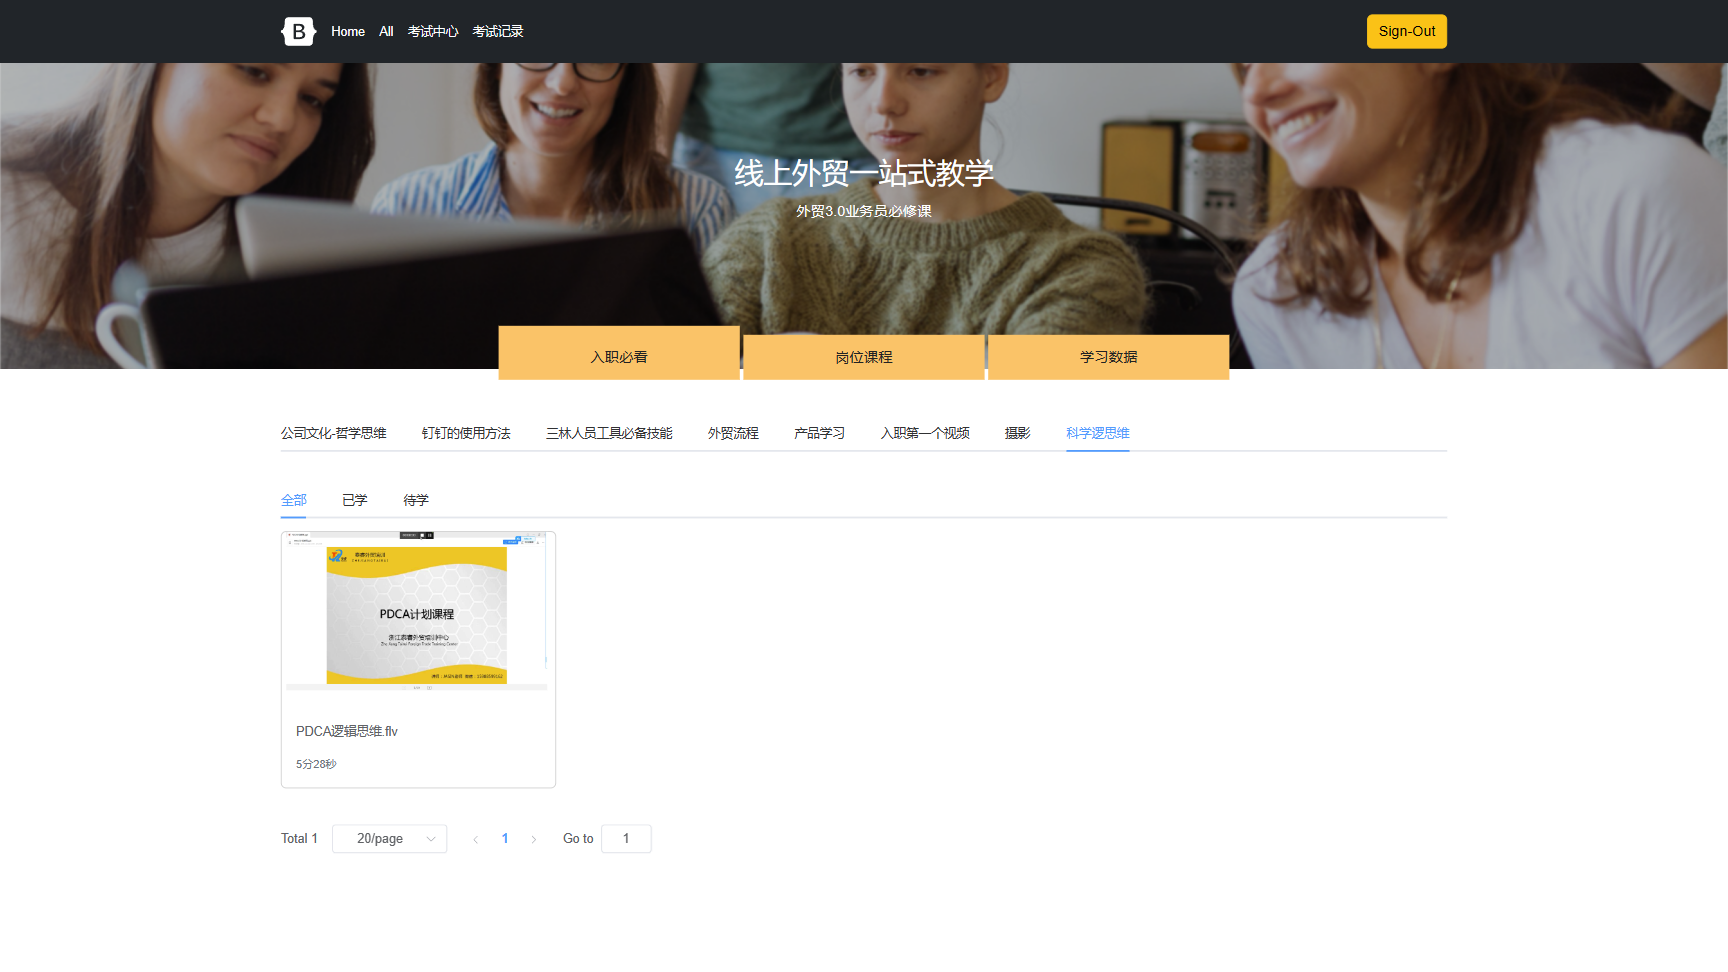 B
Home
All
考试中心
考试记录
Sign-Out
线上外贸一站式教学
外贸3.0业务员必修课
入职必看
岗位课程
学习数据
公司文化-哲学思维
钉钉的使用方法
三林人员工具必备技能
外贸流程
产品学习
入职第一个视频
摄影
科学逻思维
全部
已学
待学
PDCA计划课程
PDCA逻辑思维.flv
5分28秒
Total 1
20/page
1
Go to
1